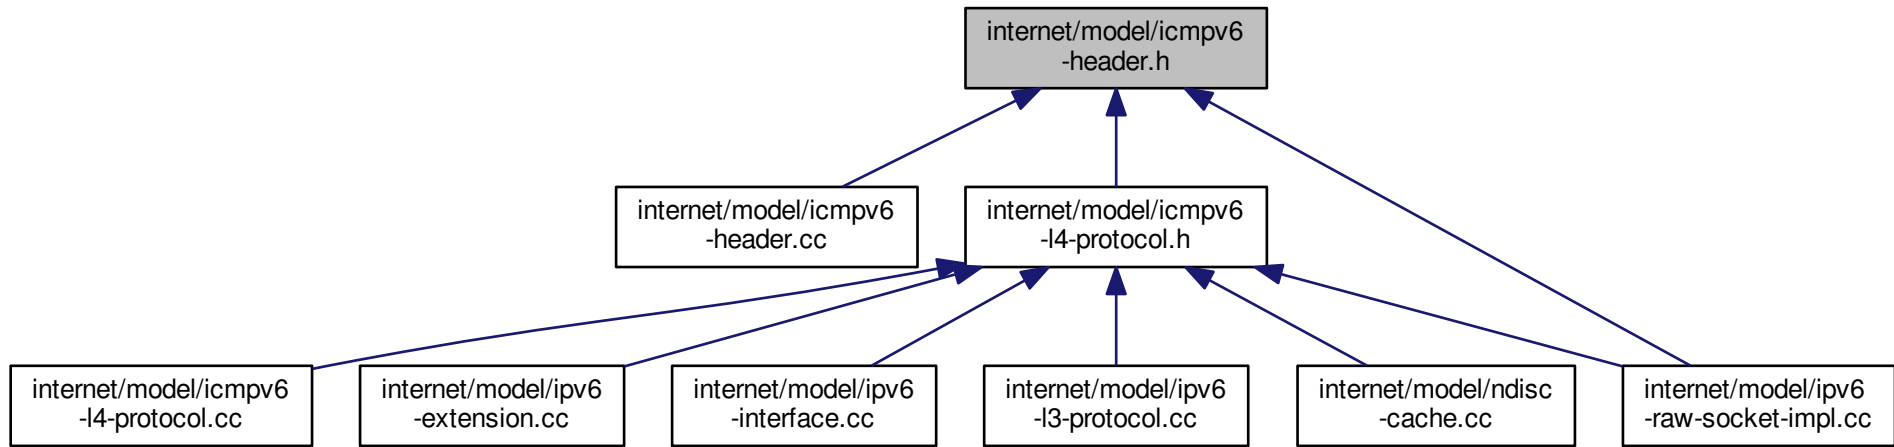 internet/model/icmpv6
-header.h
internet/model/icmpv6
-header.cc
internet/model/icmpv6
-l4-protocol.h
internet/model/icmpv6
-l4-protocol.cc
internet/model/ipv6
-extension.cc
internet/model/ipv6
-interface.cc
internet/model/ipv6
-l3-protocol.cc
internet/model/ndisc
-cache.cc
internet/model/ipv6
-raw-socket-impl.cc